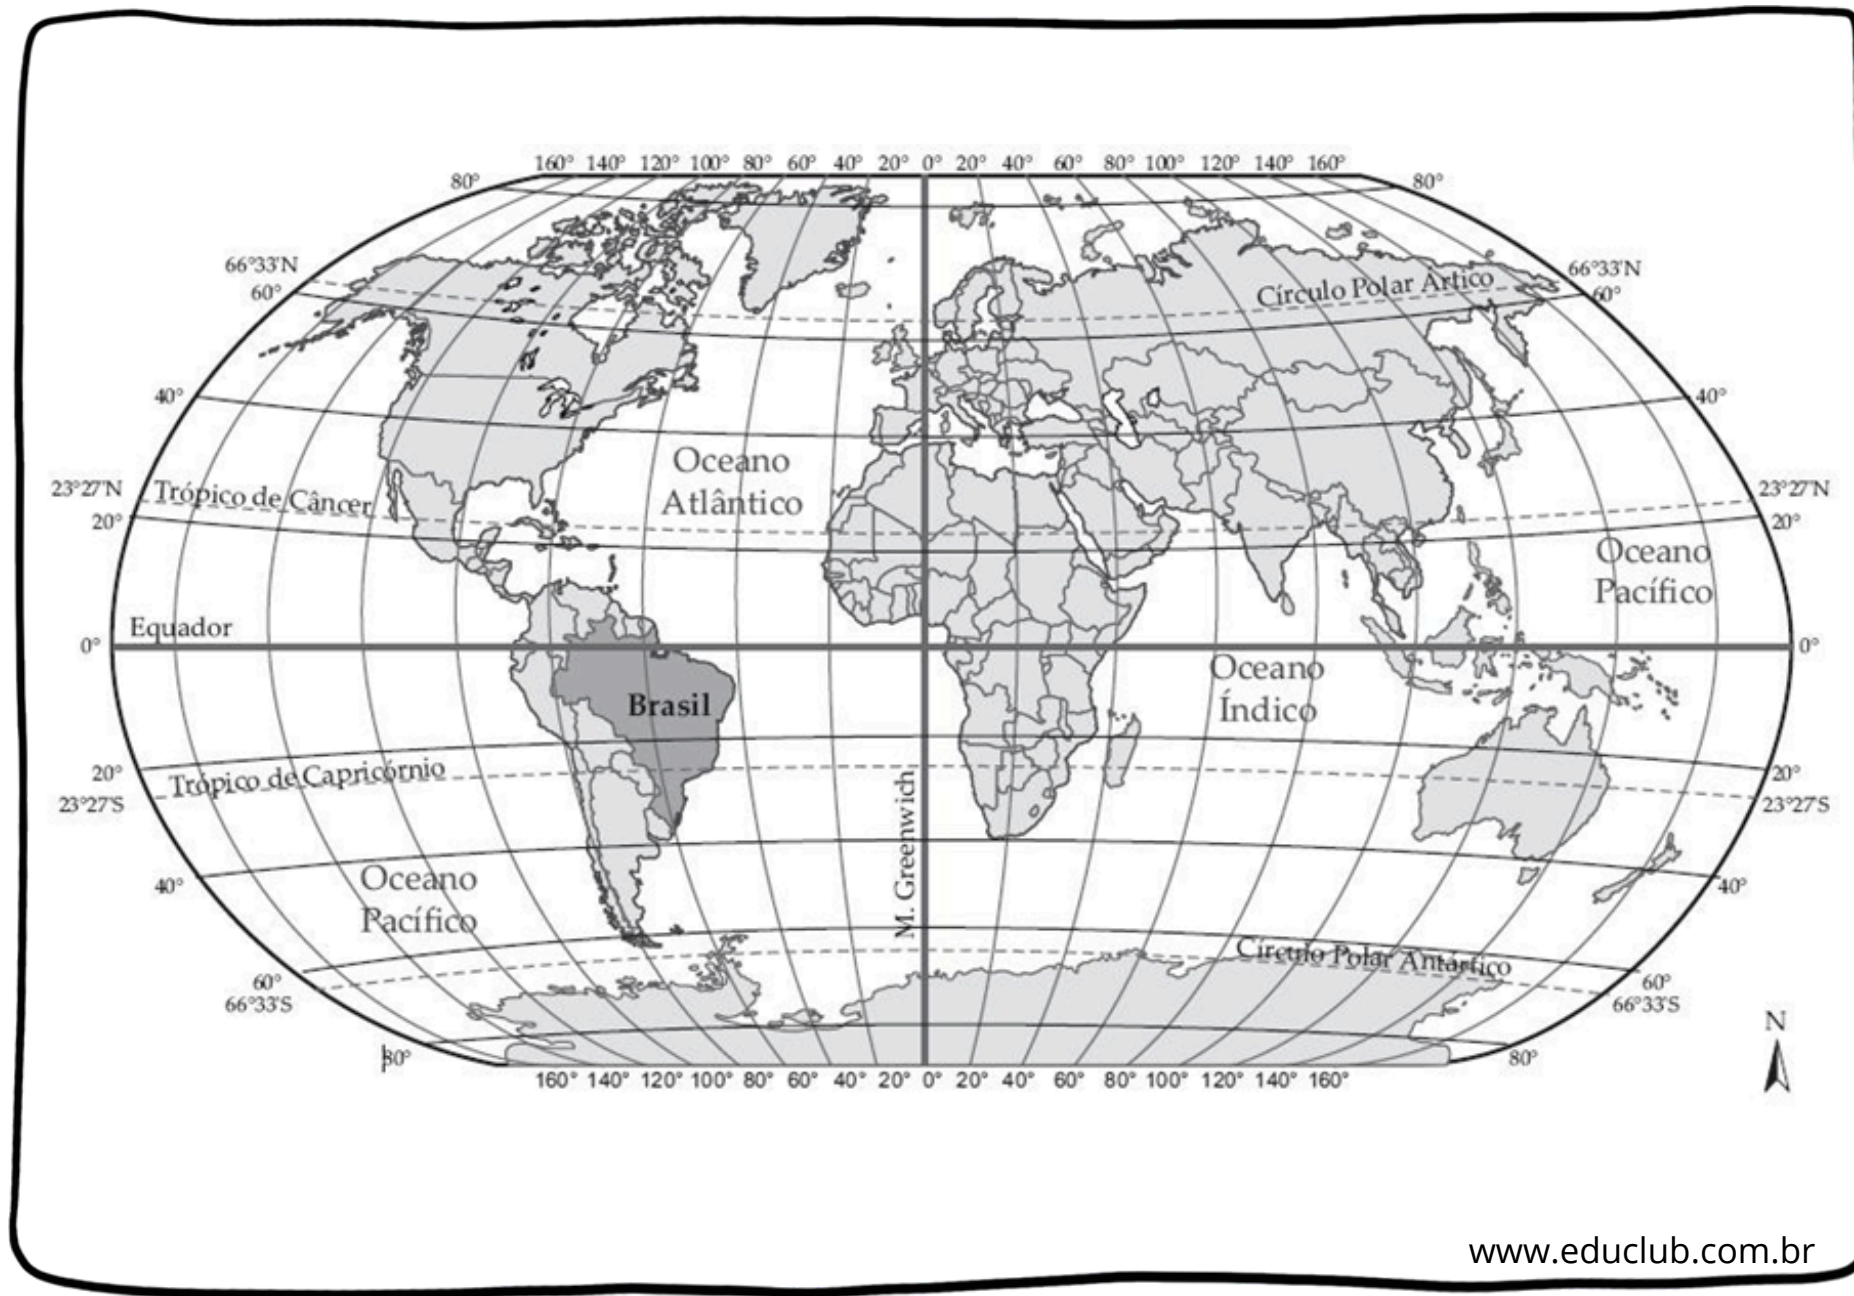 160° 140° 120° 100° 80° 60° 40° 20° 0° 20° 40° 60° 80° 100° 120° 140° 160°
80° 80°
66°33'N 66°33'N
Círculo Polar Ártico
60° 60°
40° 40°
Oceano
Atlântico
23°27'N Trópico de Câncer 23°27'N
20° 20°
Oceano
Pacífico
Equador
0° 0°
Oceano
Índico
Brasil
20° 20°
Trópico de Capricórnio
23°27'S 23°27'S
M. Greenwich
40° 40°
Oceano
Pacífico
Círculo Polar Antártico
60° 60°
66°33'S 66°33'S
N
80° 80°
160° 140° 120° 100° 80° 60° 40° 20° 0° 20° 40° 60° 80° 100° 120° 140° 160°
www.educlub.com.br